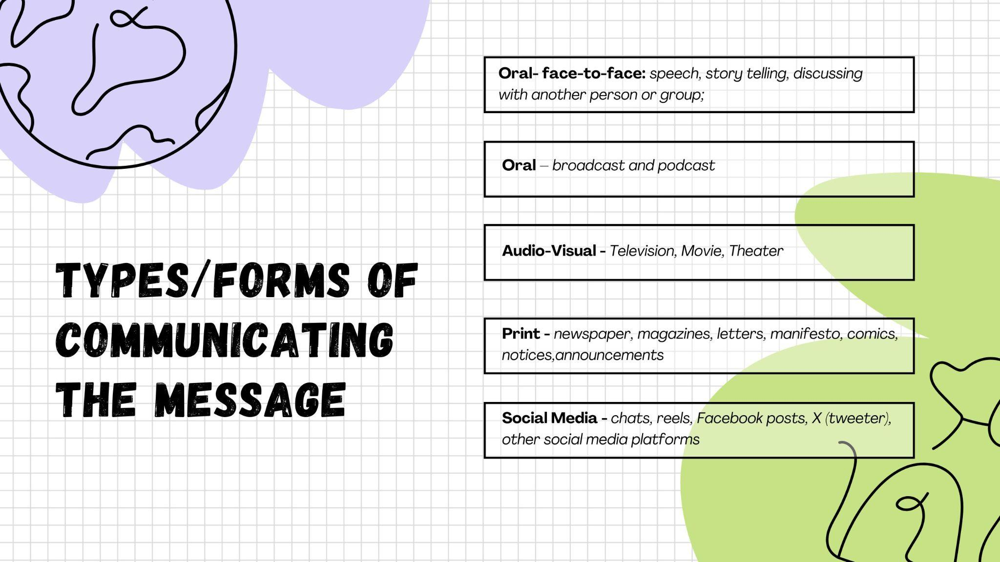 TYPES/FORMS OF
COMMUNICATING
THE MESSAGE
Oral- face-to-face: speech, story telling, discussing
with another person or group;
Oral – broadcast and podcast
Audio-Visual - Television, Movie, Theater
Print - newspaper, magazines, letters, manifesto, comics,
notices,announcements
Social Media - chats, reels, Facebook posts, X (tweeter),
other social media platforms